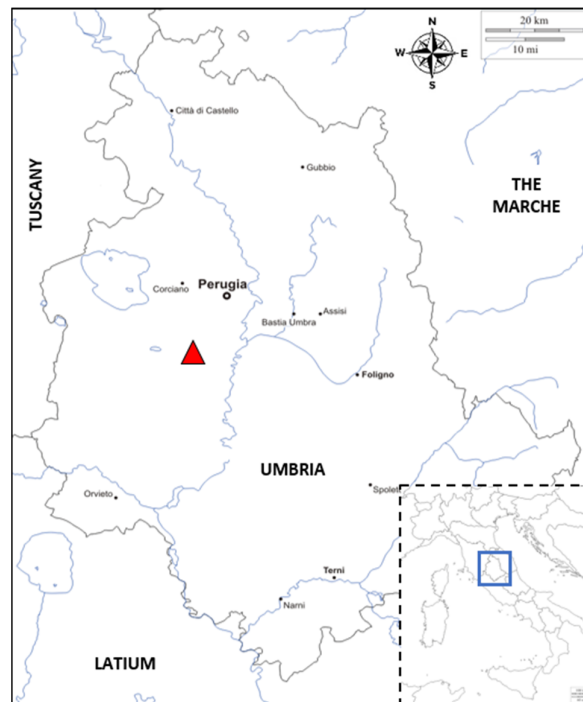 N
W
E
S
20 km
10 mi
Città di Castello
Gubbio
TUSCANY
THE
MARCHE
Corciano
Perugia
Bastia Umbra
Assisi
Foligno
UMBRIA
Orvieto
Spolet
Terni
Narni
LATIUM